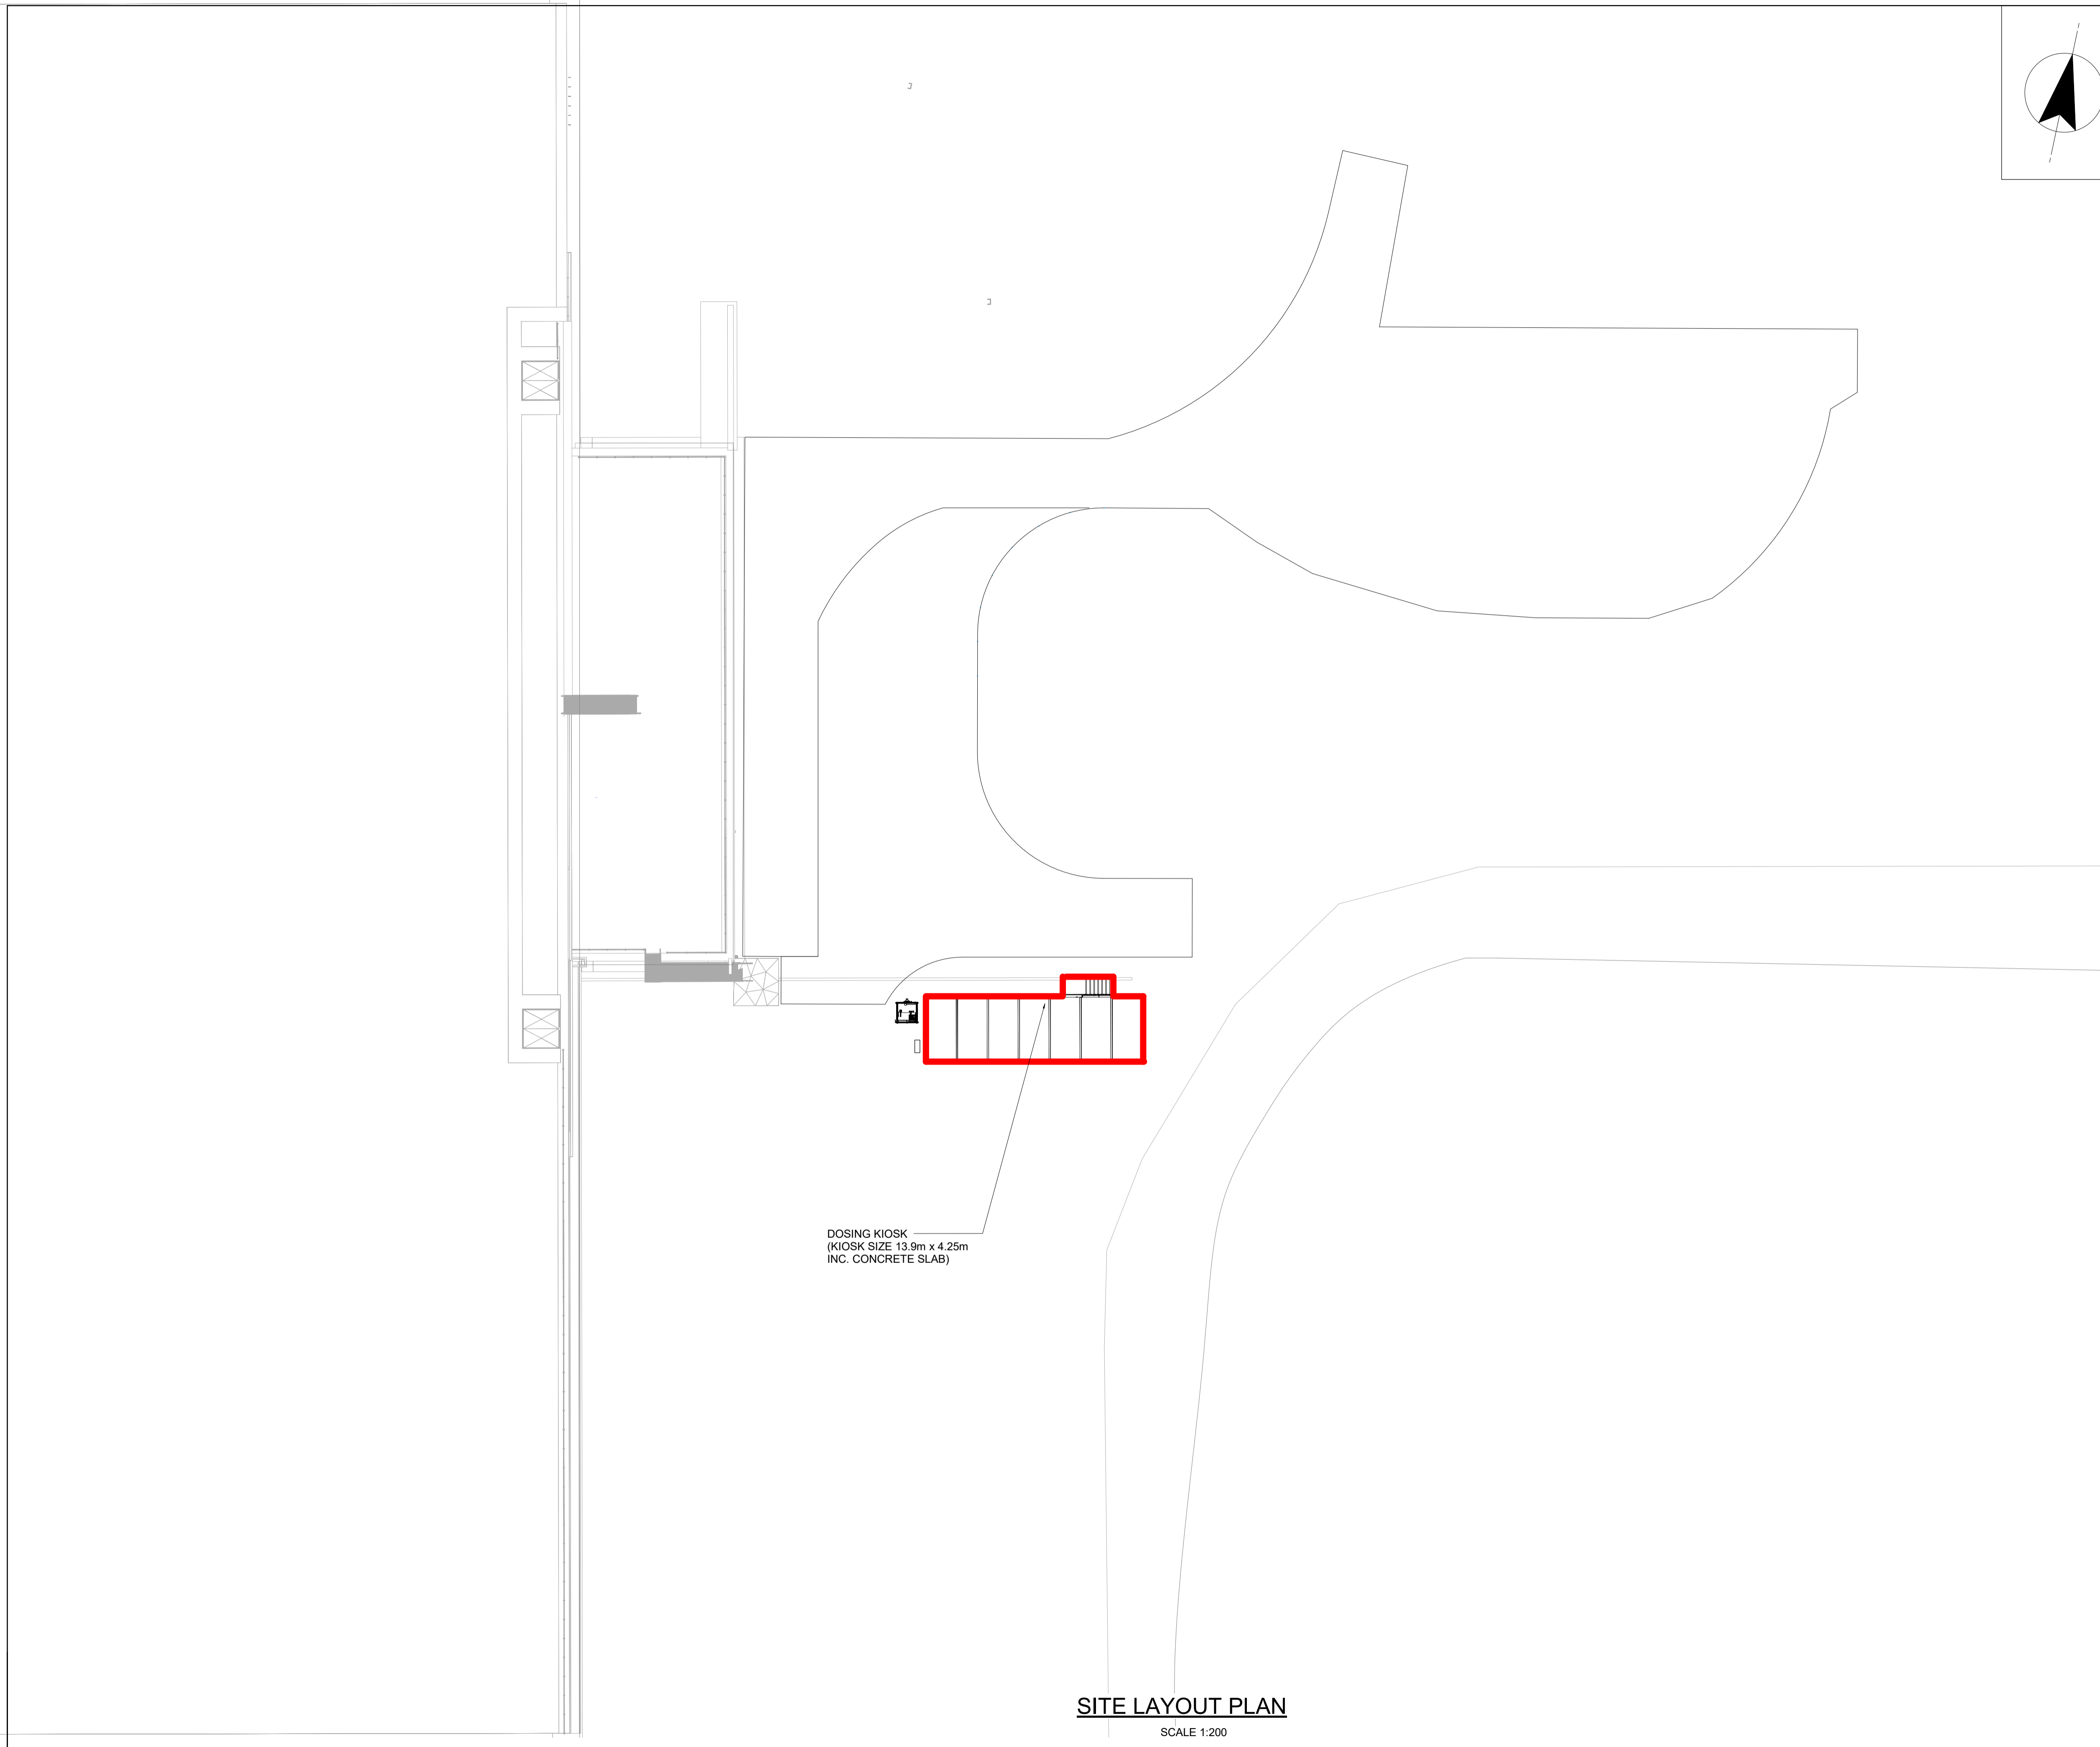 DOSING KIOSK
(KIOSK SIZE 13.9m x 4.25m
INC. CONCRETE SLAB)
SITE LAYOUT PLAN
SCALE 1:200